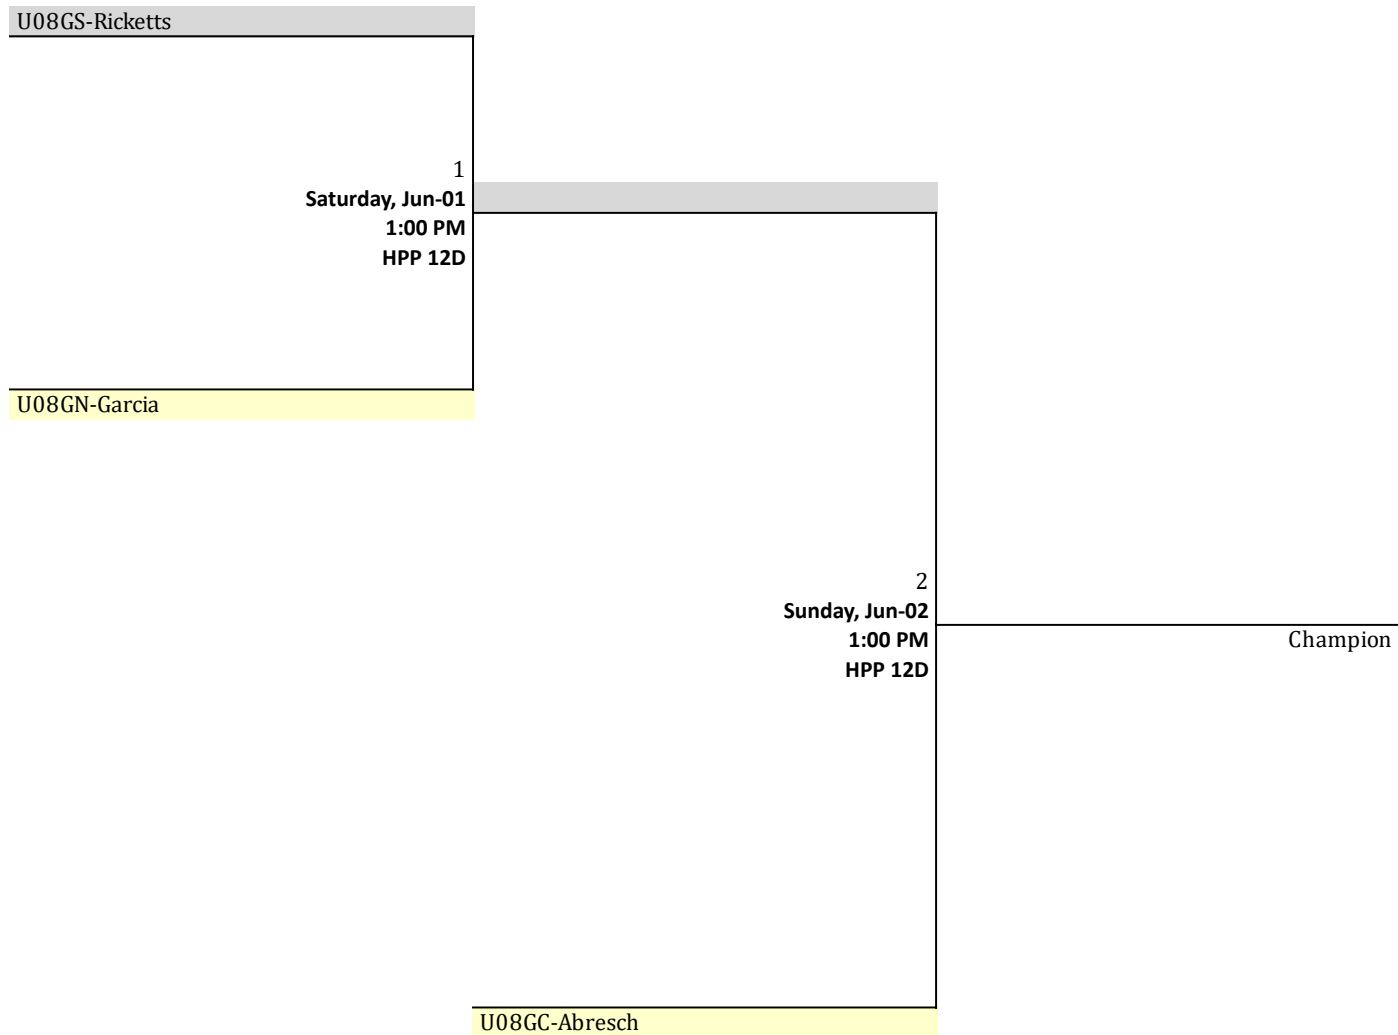 U08GS-Ricketts
1
Saturday, Jun-01
1:00 PM
HPP 12D
U08GN-Garcia
2
Sunday, Jun-02
1:00 PM
HPP 12D
Champion
U08GC-Abresch